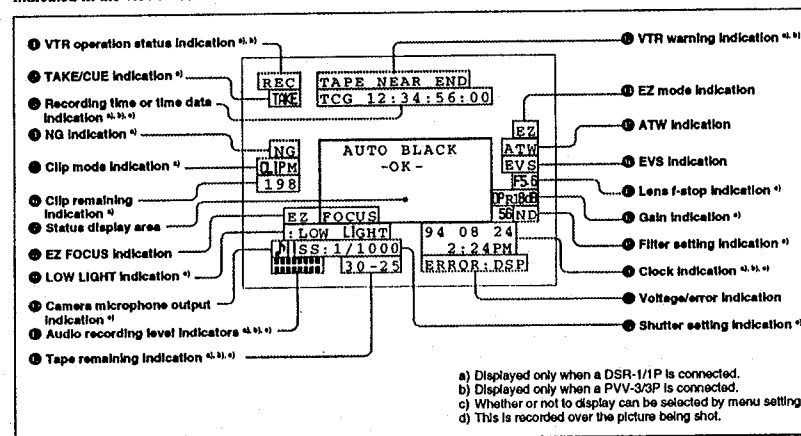 VTR operation status indication a), b)
TAKE/CUE indication a)
Recording time or time data
indication a), b), c)
NG indication a)
Clip mode indication a)
Clip remaining
indication a)
Status display area
EZ FOCUS indication
LOW LIGHT indication
Camera microphone output
indication
Audio recording level indicators a), b), c)
Tape remaining indication a), b), c)
REC
TAPE NEAR END
TAKE
TCG 12:34:56:00
NG
CLIPM
198
AUTO BLACK
-OK-
EZ
ATW
EVS
F5.6
18dB
56 ND
EZ FOCUS
:LOW LIGHT
SS:1/1000
30-25
94 08 24
2:24PM
ERROR:DSP
VTR warning indication a), b)
EZ mode indication
ATW indication
EVS indication
Lens f-stop indication
Gain indication
Filter setting indication
Clock indication
Voltage/error indication
Shutter setting indication
a) Displayed only when a DSR-1/1P is connected.
b) Displayed only when a PVV-3/3P is connected.
c) Whether or not to display can be selected by menu setting
d) This is recorded over the picture being shot.